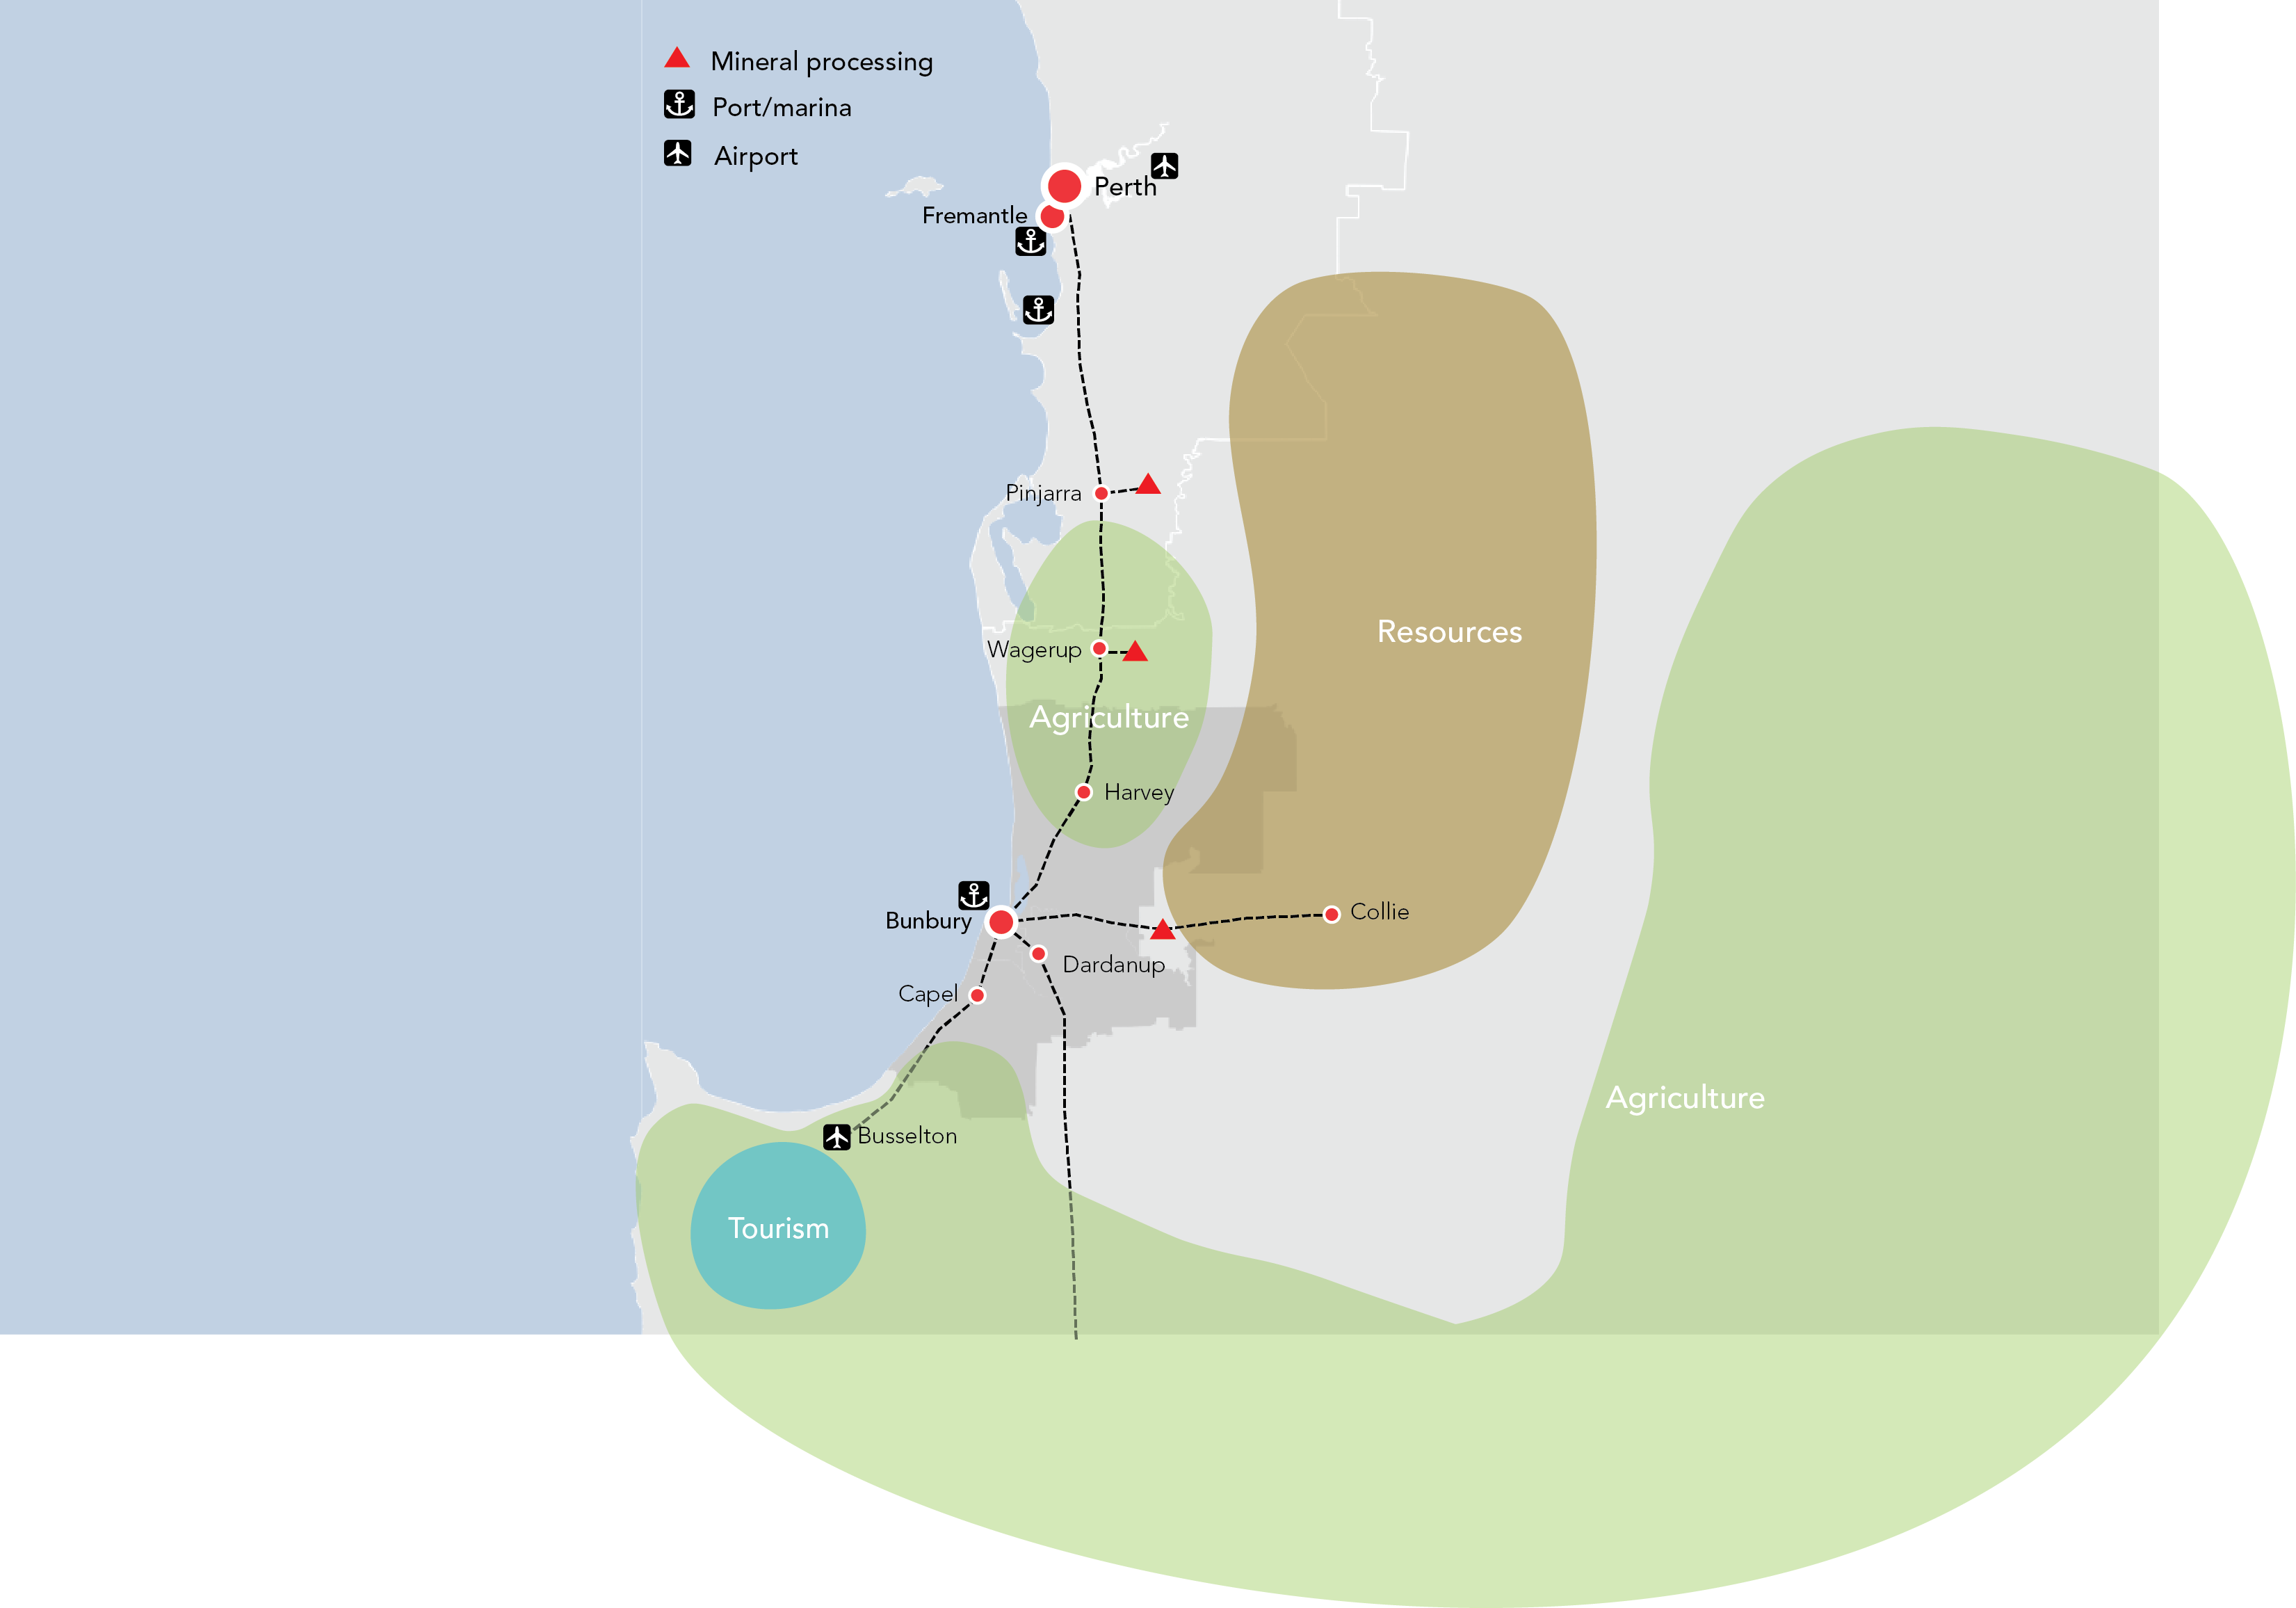 Mineral processing
Port/marina
Airport
Perth
Fremantle
Pinjarra
Resources
Wagerup
Agriculture
Harvey
Collie
Bunbury
Dardanup
Capel
Agriculture
Busselton
Tourism